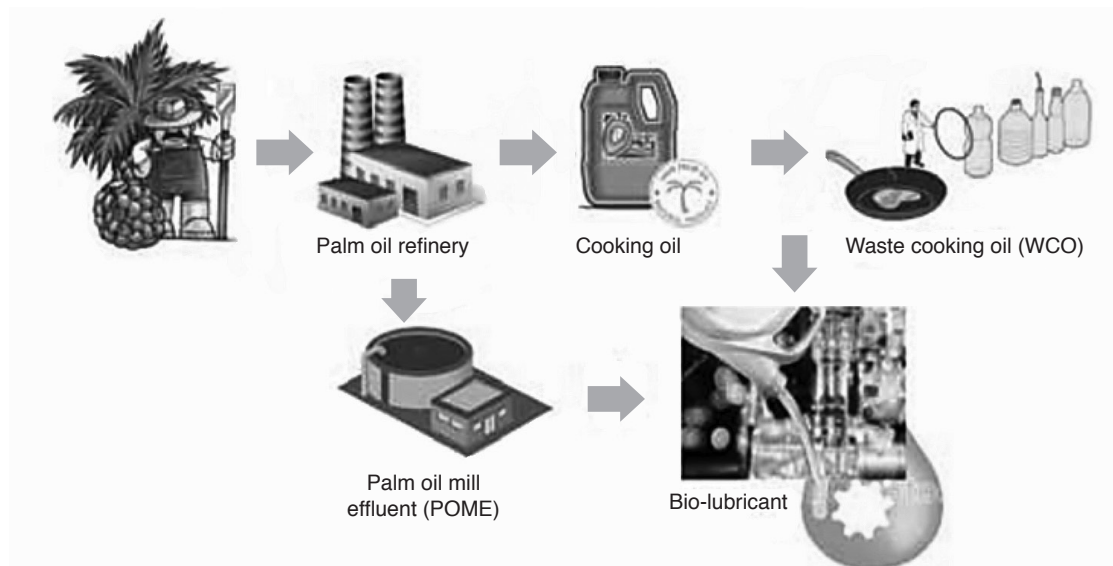 Palm oil refinery
Cooking oil
Waste cooking oil (WCO)
Palm oil mill
effluent (POME)
Bio-lubricant